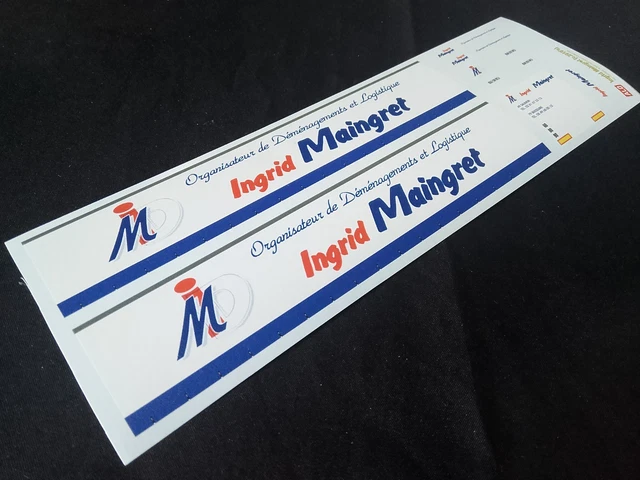 Organisateur de Déménagements et Logistique
Ingrid Maingret
M
Organisateur de Déménagements et Logistique
Ingrid Maingret
M
Ingrid Maingret